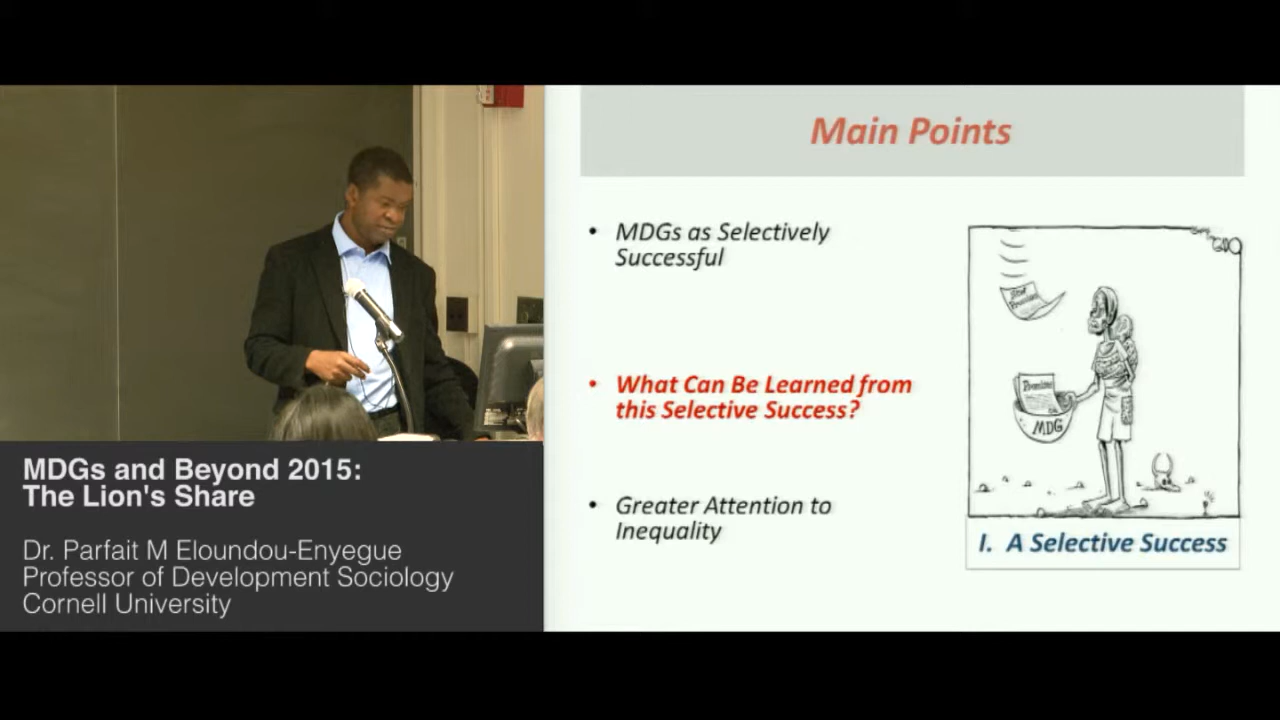 Main Points
• MDGs as Selectively
Successful
• What Can Be Learned from
this Selective Success?
• Greater Attention to
Inequality
Promises
MDG
I. A Selective Success
MDGs and Beyond 2015:
The Lion's Share
Dr. Parfait M Eloundou-Enyegue
Professor of Development Sociology
Cornell University